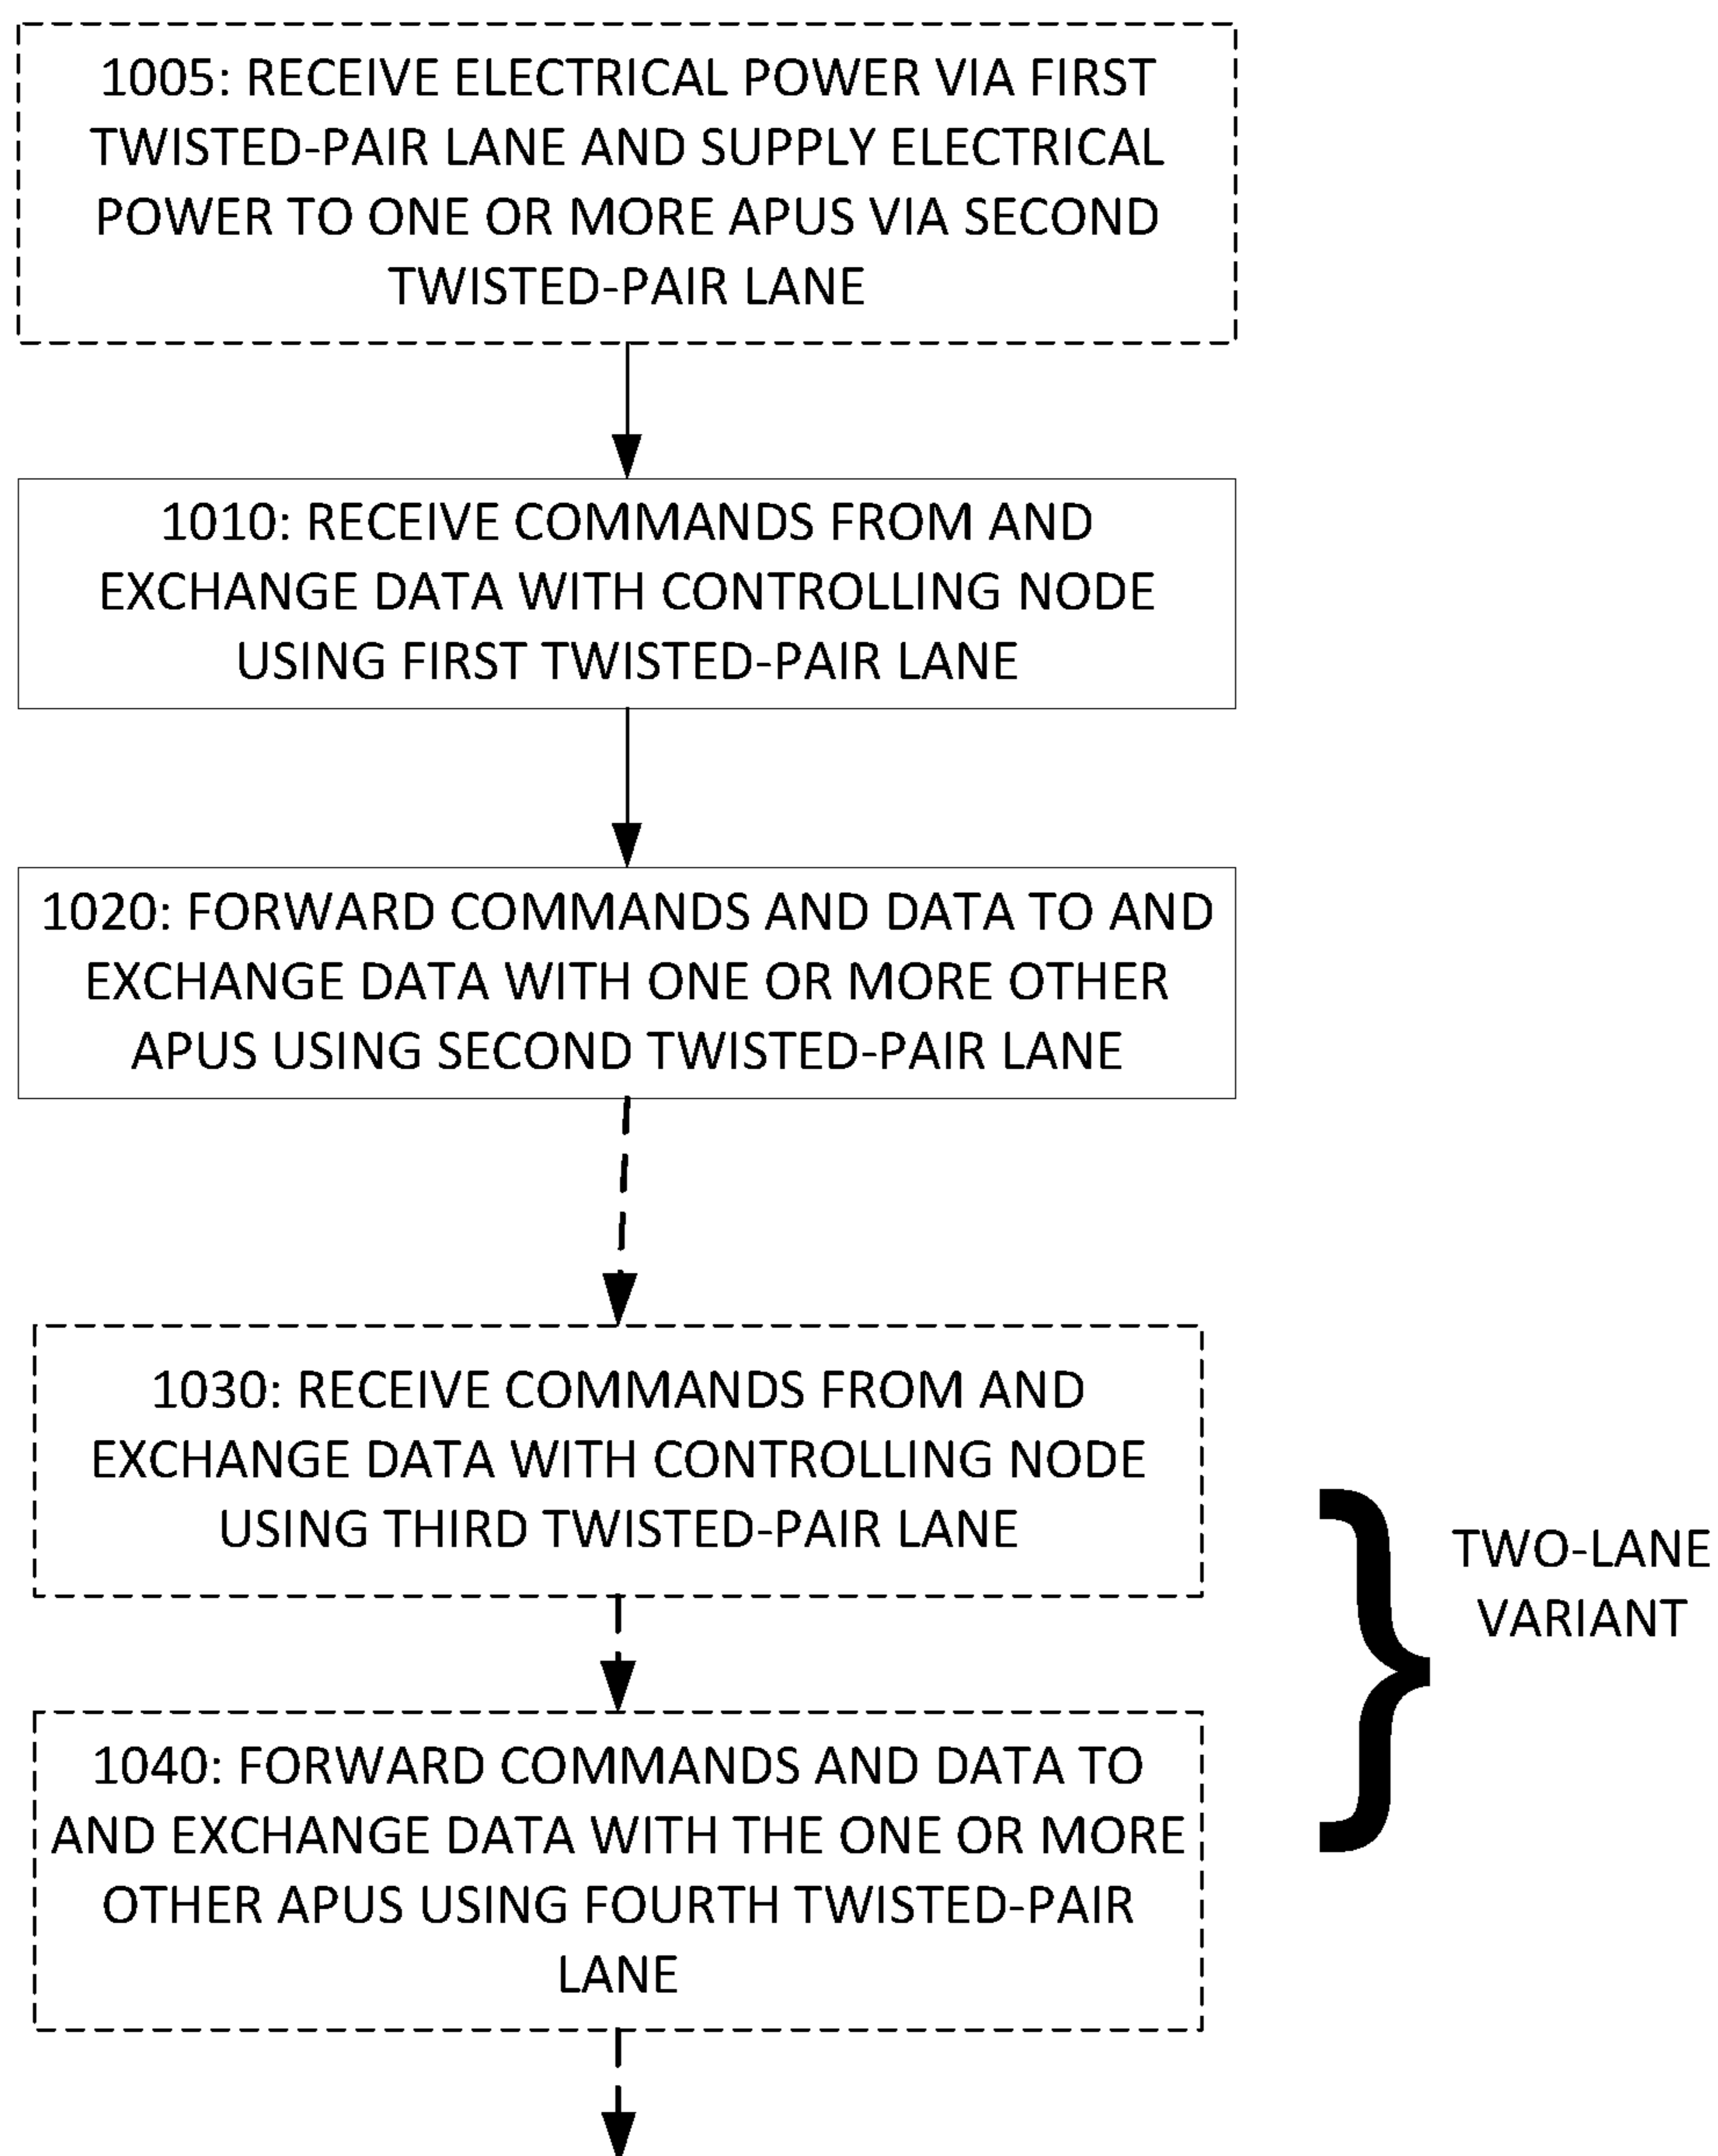 1005: RECEIVE ELECTRICAL POWER VIA FIRST
TWISTED-PAIR LANE AND SUPPLY ELECTRICAL
POWER TO ONE OR MORE APUS VIA SECOND
TWISTED-PAIR LANE
1010: RECEIVE COMMANDS FROM AND
EXCHANGE DATA WITH CONTROLLING NODE
USING FIRST TWISTED-PAIR LANE
1020: FORWARD COMMANDS AND DATA TO AND
EXCHANGE DATA WITH ONE OR MORE OTHER
APUS USING SECOND TWISTED-PAIR LANE
1030: RECEIVE COMMANDS FROM AND
EXCHANGE DATA WITH CONTROLLING NODE
USING THIRD TWISTED-PAIR LANE
TWO-LANE
VARIANT
1040: FORWARD COMMANDS AND DATA TO
AND EXCHANGE DATA WITH THE ONE OR MORE
OTHER APUS USING FOURTH TWISTED-PAIR
LANE